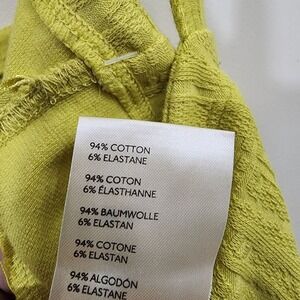 94% COTTON
6% ELASTANE
94% COTON
6% ÉLASTHANNE
94% BAUMWOLLE
6% ELASTAN
94% COTONE
6% ELASTAN
94% ALGODÓN
6% ELASTANE